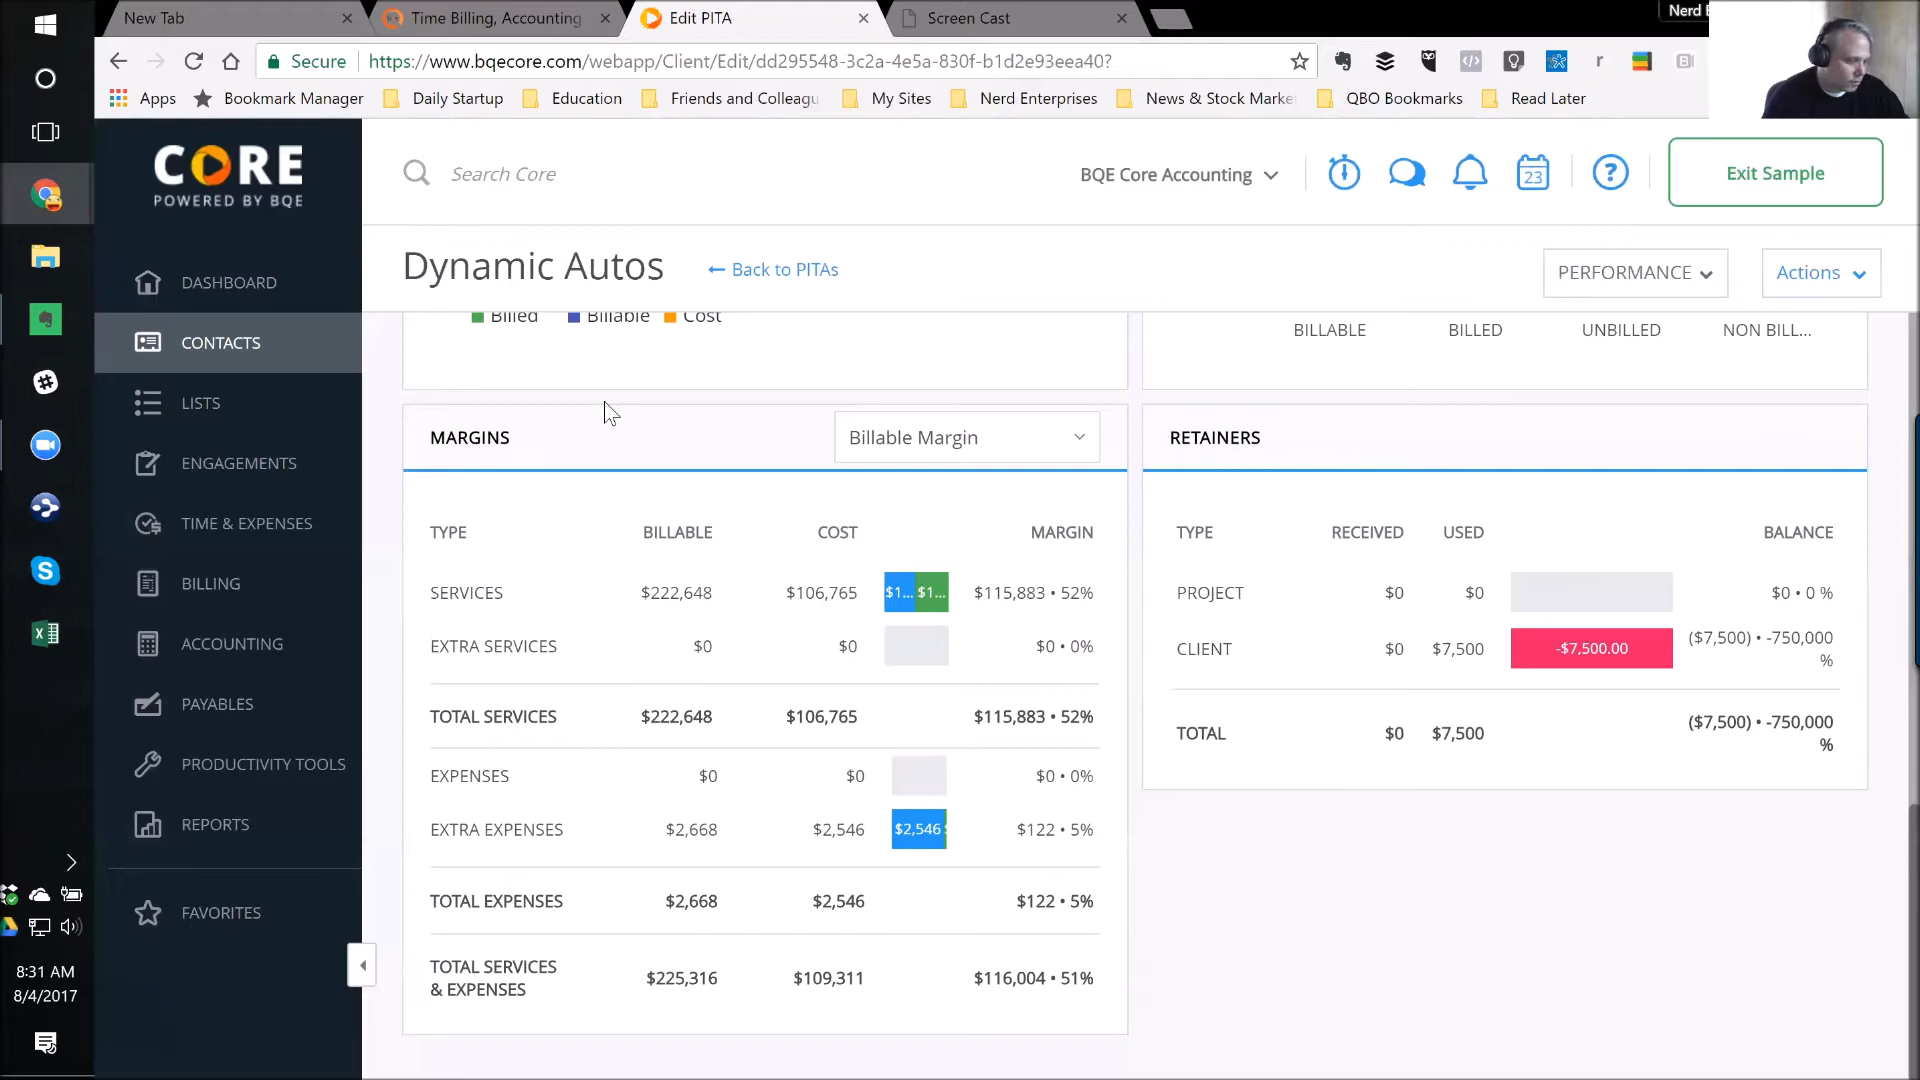 New Tab
Time Billing, Accounting
Edit PITA
Screen Cast
Nerd
Secure
https://www.bqecore.com/webapp/Client/Edit/dd295548-3c2a-4e5a-830f-b1d2e93eea40?
Apps
Bookmark Manager
Daily Startup
Education
Friends and Colleagu
My Sites
Nerd Enterprises
News & Stock Marke
QBO Bookmarks
Read Later
CORE
POWERED BY BQE
Search Core
BQE Core Accounting
23
?
Exit Sample
Dynamic Autos
Back to PITAs
PERFORMANCE
Actions
DASHBOARD
CONTACTS
LISTS
ENGAGEMENTS
TIME & EXPENSES
BILLING
ACCOUNTING
PAYABLES
PRODUCTIVITY TOOLS
REPORTS
FAVORITES
Billed Billable Cost
BILLABLE BILLED UNBILLED NON BILL...
MARGINS
Billable Margin
TYPE BILLABLE COST MARGIN
SERVICES $222,648 $106,765 $1... $1... $115,883 • 52%
EXTRA SERVICES $0 $0 $0 • 0%
TOTAL SERVICES $222,648 $106,765 $115,883 • 52%
EXPENSES $0 $0 $0 • 0%
EXTRA EXPENSES $2,668 $2,546 $2,546 $122 • 5%
TOTAL EXPENSES $2,668 $2,546 $122 • 5%
TOTAL SERVICES
& EXPENSES $225,316 $109,311 $116,004 • 51%
RETAINERS
TYPE RECEIVED USED BALANCE
PROJECT $0 $0 $0 • 0 %
CLIENT $0 $7,500 -$7,500.00 ($7,500) • -750,000
%
TOTAL $0 $7,500 ($7,500) • -750,000
%
8:31 AM
8/4/2017